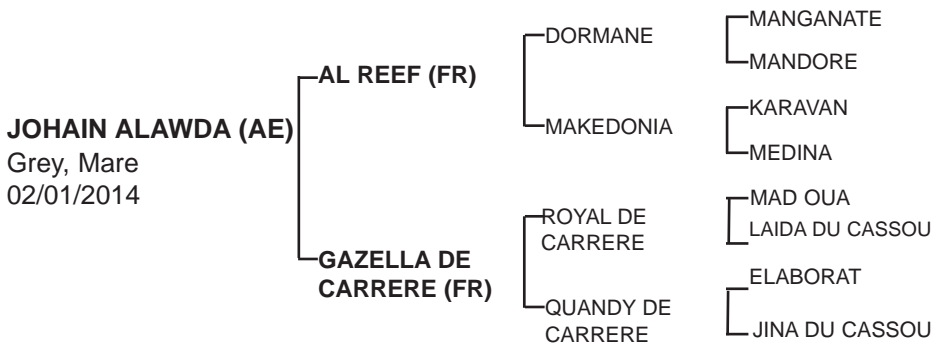 JOHAIN ALAWDA (AE)
Grey, Mare
02/01/2014
AL REEF (FR)
GAZELLA DE
CARRERE (FR)
DORMANE
MAKEDONIA
ROYAL DE
CARRERE
QUANDY DE
CARRERE
MANGANATE
MANDORE
KARAVAN
MEDINA
MAD OUA
LAIDA DU CASSOU
ELABORAT
JINA DU CASSOU